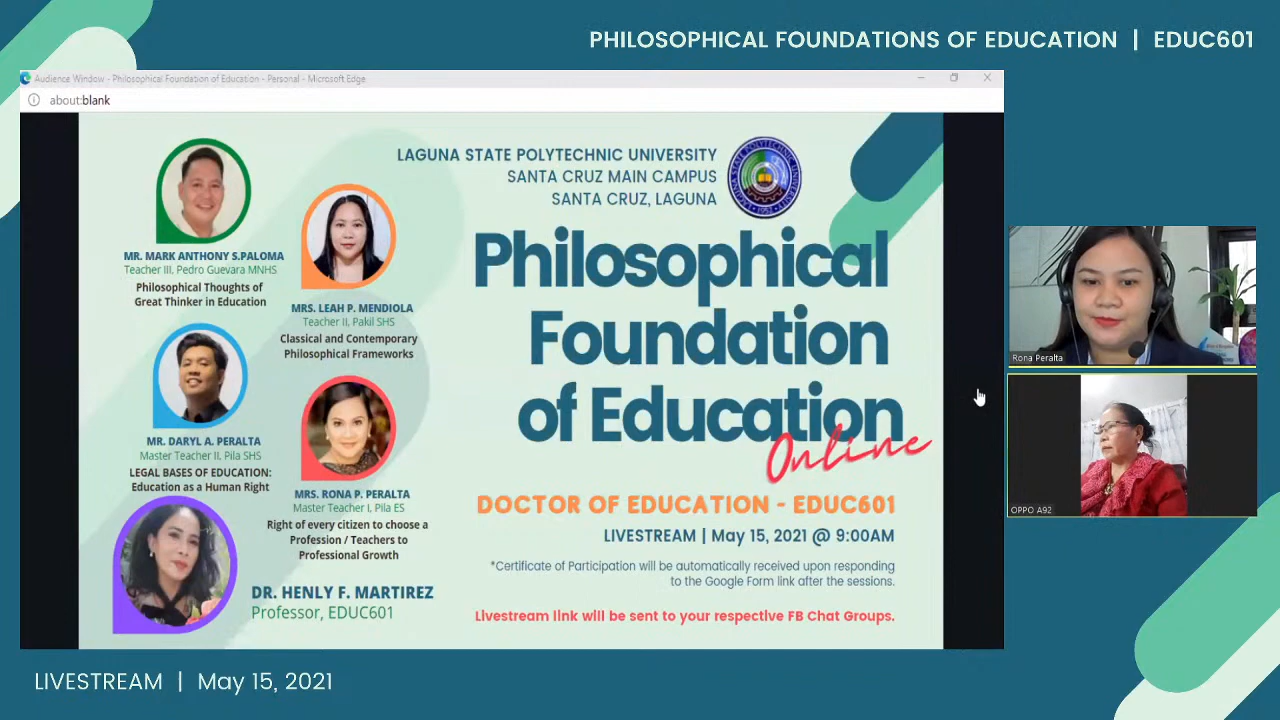 PHILOSOPHICAL FOUNDATIONS OF EDUCATION | EDUC601
Audience Window - Philosophical Foundation of Education - Personal - Microsoft Edge
about:blank
LAGUNA STATE POLYTECHNIC UNIVERSITY
SANTA CRUZ MAIN CAMPUS
SANTA CRUZ, LAGUNA
MR. MARK ANTHONY S.PALOMA
Teacher III, Pedro Guevara MNHS
Philosophical Thoughts of
Great Thinker in Education
MRS. LEAH P. MENDIOLA
Teacher II, Pakil SHS
Classical and Contemporary
Philosophical Frameworks
MR. DARYL A. PERALTA
Master Teacher II, Pila SHS
LEGAL BASES OF EDUCATION:
Education as a Human Right
MRS. RONA P. PERALTA
Master Teacher I, Pila ES
Right of every citizen to choose a
Profession / Teachers to
Professional Growth
DR. HENLY F. MARTIREZ
Professor, EDUC601
Philosophical
Foundation
of Education
Online
DOCTOR OF EDUCATION - EDUC601
LIVESTREAM | May 15, 2021 @ 9:00AM
*Certificate of Participation will be automatically received upon responding
to the Google Form link after the sessions.
Livestream link will be sent to your respective FB Chat Groups.
Rona Peralta
OPPO A92
LIVESTREAM | May 15, 2021